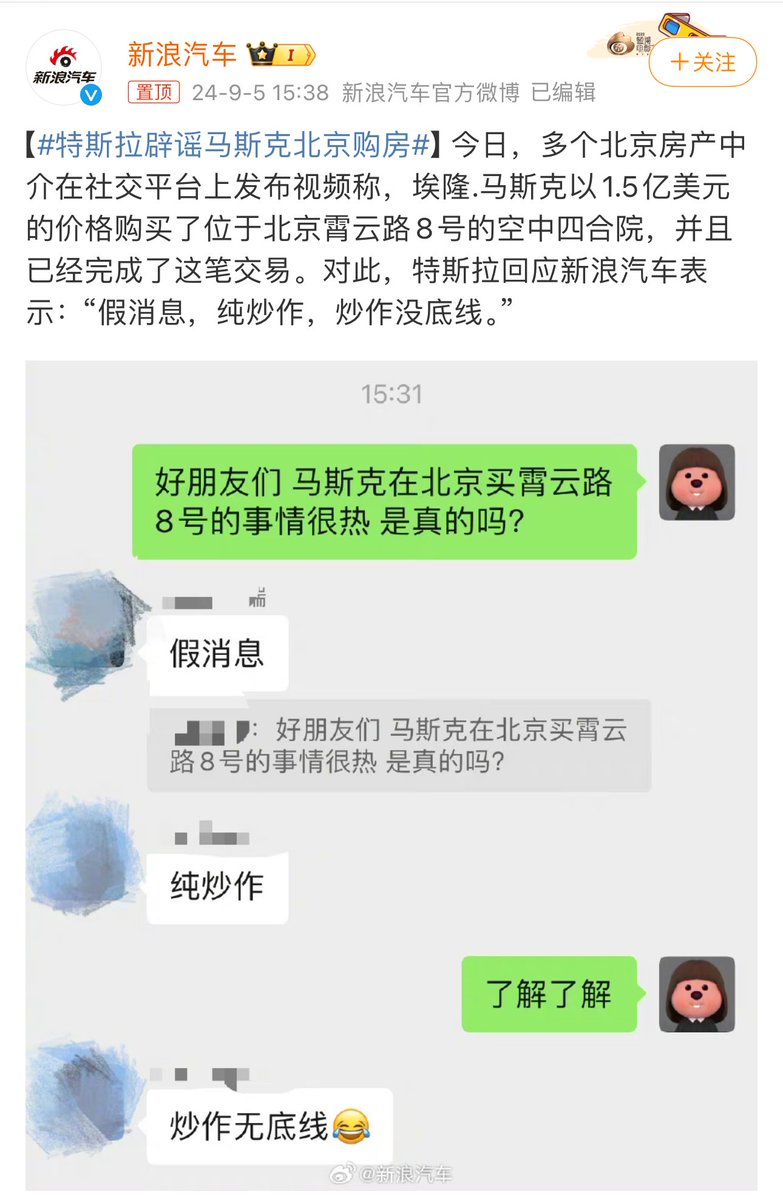 新浪汽车 I
+关注
新浪汽车
置顶 24-9-5 15:38 新浪汽车官方微博 已编辑
【#特斯拉辟谣马斯克北京购房#】今日，多个北京房产中
介在社交平台上发布视频称，埃隆.马斯克以1.5亿美元
的价格购买了位于北京霄云路8号的空中四合院，并且
已经完成了这笔交易。对此，特斯拉回应新浪汽车表
示：“假消息，纯炒作，炒作没底线。”
15:31
好朋友们 马斯克在北京买霄云路
8号的事情很热 是真的吗？
假消息
：好朋友们 马斯克在北京买霄云
路8号的事情很热 是真的吗？
纯炒作
了解了解
炒作无底线😂
@新浪汽车